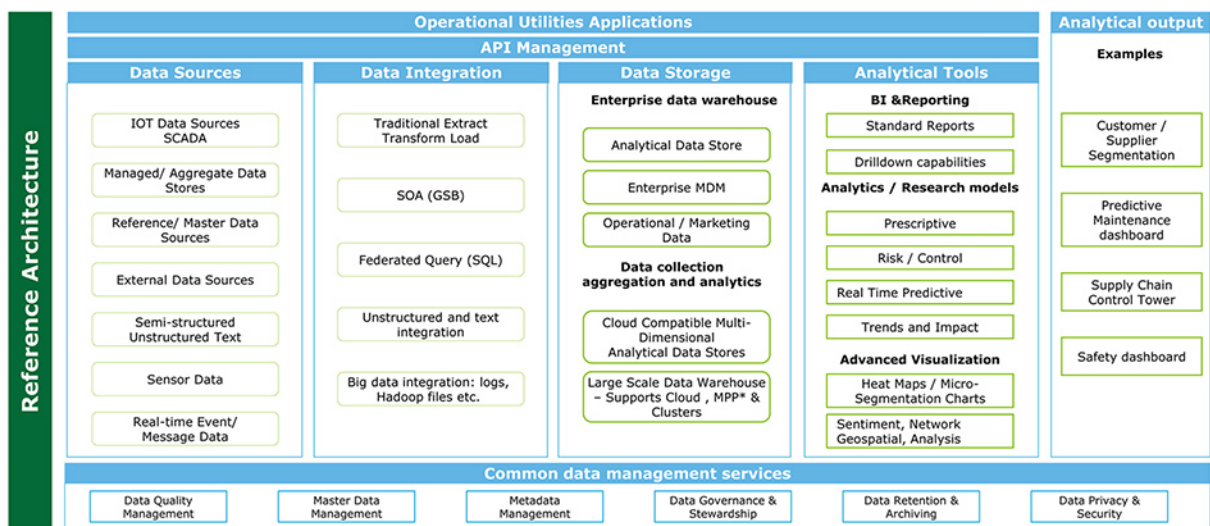 Reference Architecture
Operational Utilities Applications
API Management
Data Sources
IOT Data Sources
SCADA
Managed/ Aggregate Data
Stores
Reference/ Master Data
Sources
External Data Sources
Semi-structured
Unstructured Text
Sensor Data
Real-time Event/
Message Data
Data Integration
Traditional Extract
Transform Load
SOA (GSB)
Federated Query (SQL)
Unstructured and text
integration
Big data integration: logs,
Hadoop files etc.
Data Storage
Enterprise data warehouse
Analytical Data Store
Enterprise MDM
Operational / Marketing
Data
Data collection
aggregation and analytics
Cloud Compatible Multi-
Dimensional
Analytical Data Stores
Large Scale Data Warehouse
– Supports Cloud , MPP* &
Clusters
Analytical Tools
BI &Reporting
Standard Reports
Drilldown capabilities
Analytics / Research models
Prescriptive
Risk / Control
Real Time Predictive
Trends and Impact
Advanced Visualization
Heat Maps / Micro-
Segmentation Charts
Sentiment, Network
Geospatial, Analysis
Analytical output
Examples
Customer /
Supplier
Segmentation
Predictive
Maintenance
dashboard
Supply Chain
Control Tower
Safety dashboard
Common data management services
Data Quality
Management
Master Data
Management
Metadata
Management
Data Governance &
Stewardship
Data Retention &
Archiving
Data Privacy &
Security